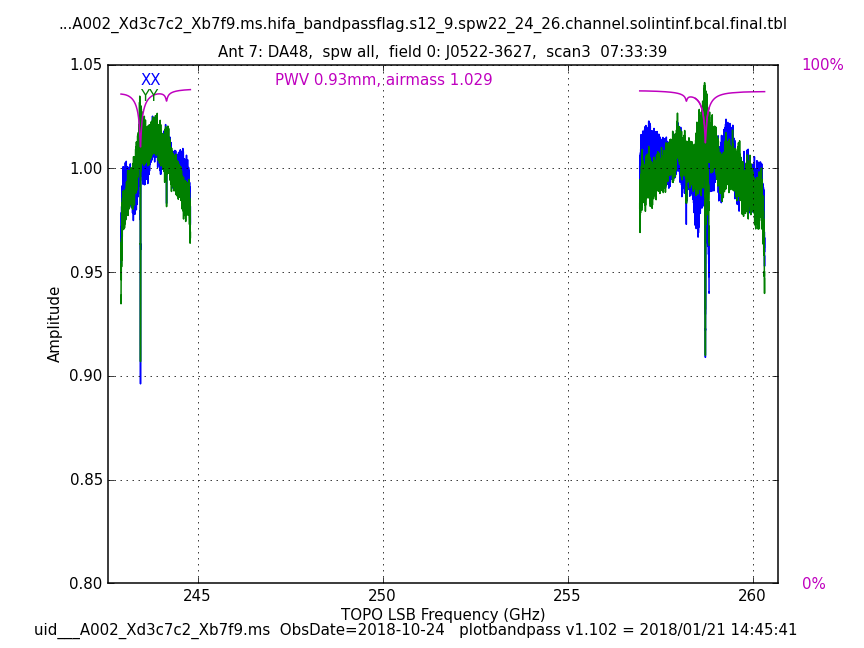 ...A002_Xd3c7c2_Xb7f9.ms.hifa_bandpassflag.s12_9.spw22_24_26.channel.solintinf.bcal.final.tbl
Ant 7: DA48,  spw all,  field 0: J0522-3627,  scan3  07:33:39
1.05
100%
XX
PWV 0.93mm, airmass 1.029
YY
1.00
0.95
Amplitude
0.90
0.85
0.80
0%
245
250
255
260
TOPO LSB Frequency (GHz)
uid___A002_Xd3c7c2_Xb7f9.ms  ObsDate=2018-10-24   plotbandpass v1.102 = 2018/01/21 14:45:41